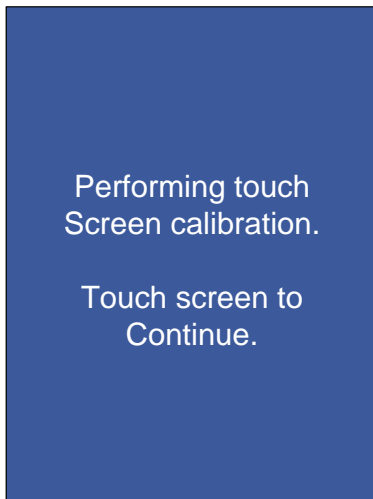 Performing touch
Screen calibration.
Touch screen to
Continue.